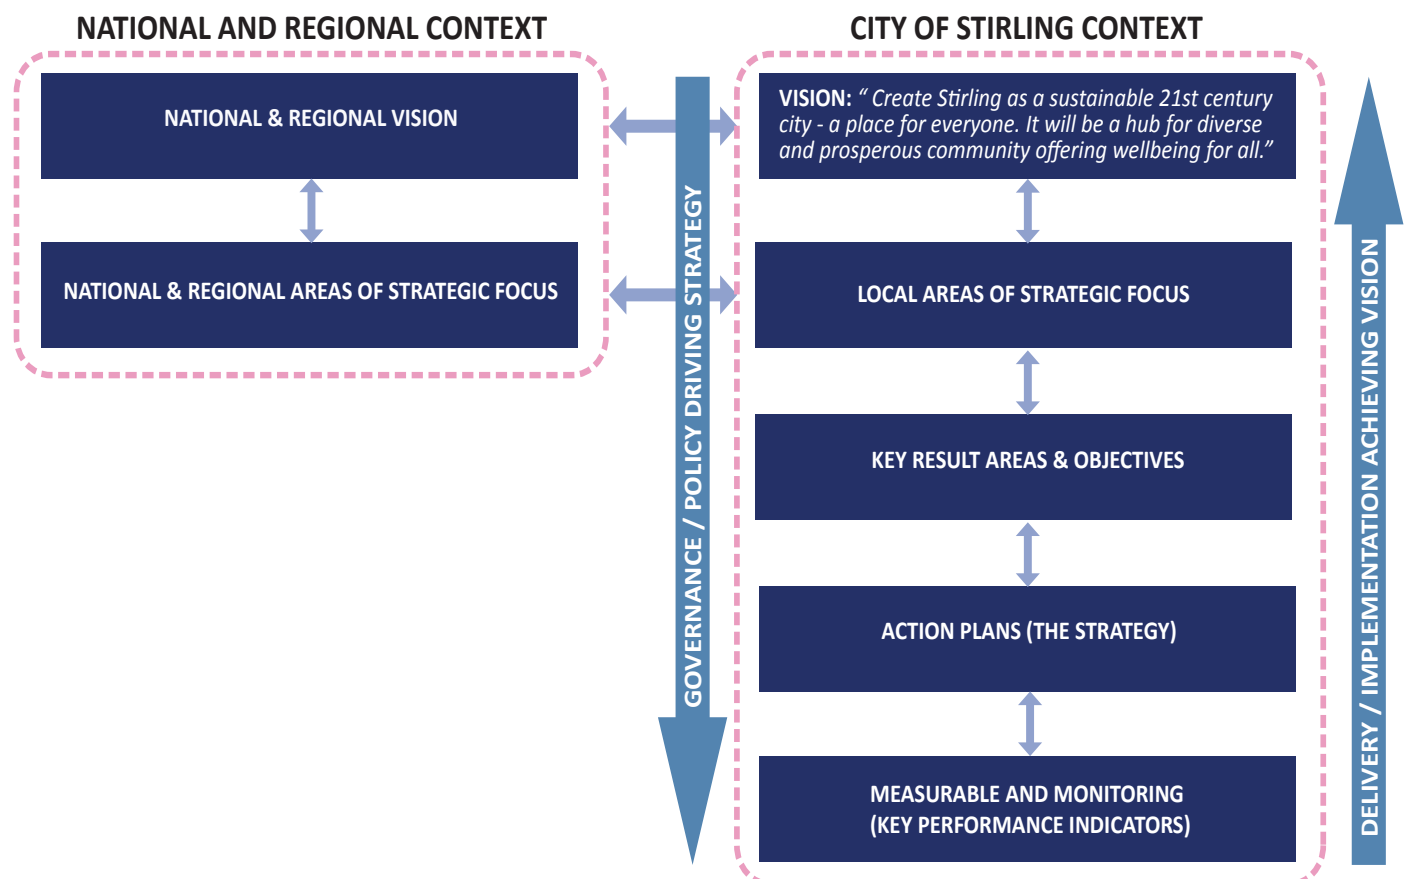 NATIONAL AND REGIONAL CONTEXT
NATIONAL & REGIONAL VISION
NATIONAL & REGIONAL AREAS OF STRATEGIC FOCUS
GOVERNANCE / POLICY DRIVING STRATEGY
CITY OF STIRLING CONTEXT
VISION: “ Create Stirling as a sustainable 21st century
city - a place for everyone. It will be a hub for diverse
and prosperous community offering wellbeing for all.”
LOCAL AREAS OF STRATEGIC FOCUS
KEY RESULT AREAS & OBJECTIVES
ACTION PLANS (THE STRATEGY)
MEASURABLE AND MONITORING
(KEY PERFORMANCE INDICATORS)
DELIVERY / IMPLEMENTATION ACHIEVING VISION